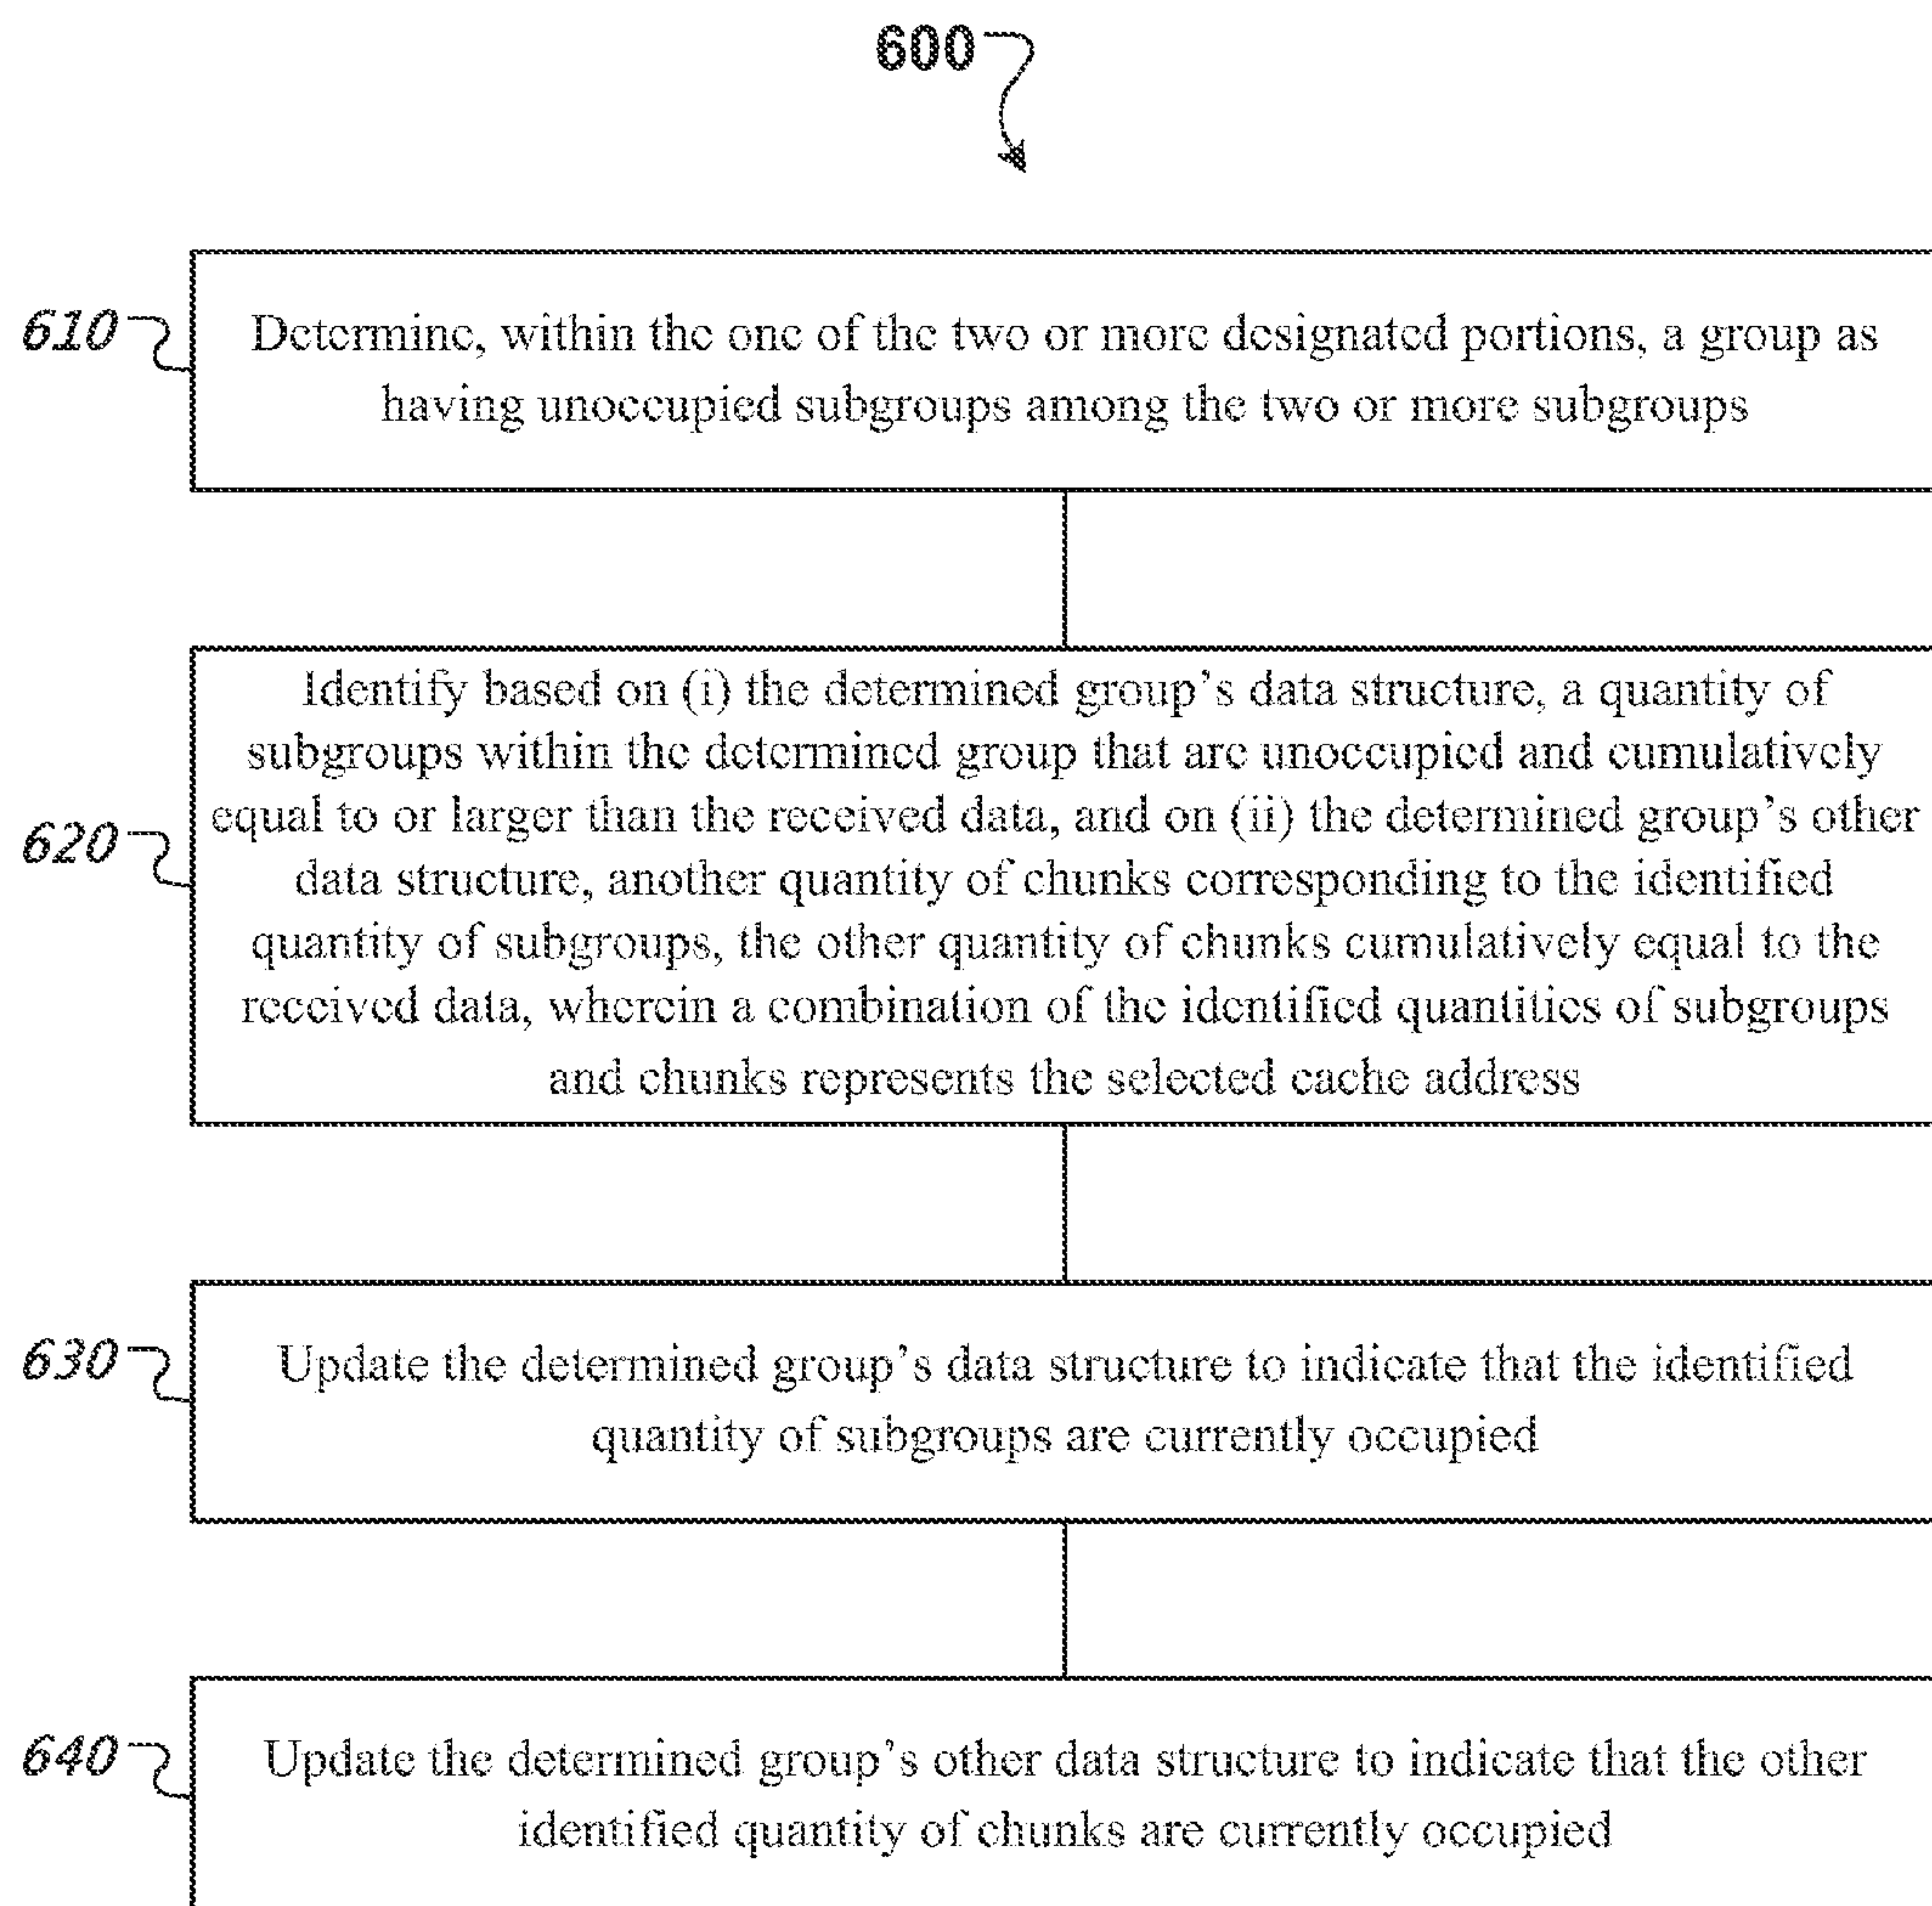 600
610
Determine, within the one of the two or more designated portions, a group as
having unoccupied subgroups among the two or more subgroups
620
Identify based on (i) the determined group's data structure, a quantity of
subgroups within the determined group that are unoccupied and cumulatively
equal to or larger than the received data, and on (ii) the determined group's other
data structure, another quantity of chunks corresponding to the identified
quantity of subgroups, the other quantity of chunks cumulatively equal to the
received data, wherein a combination of the identified quantities of subgroups
and chunks represents the selected cache address
630
Update the determined group's data structure to indicate that the identified
quantity of subgroups are currently occupied
640
Update the determined group's other data structure to indicate that the other
identified quantity of chunks are currently occupied